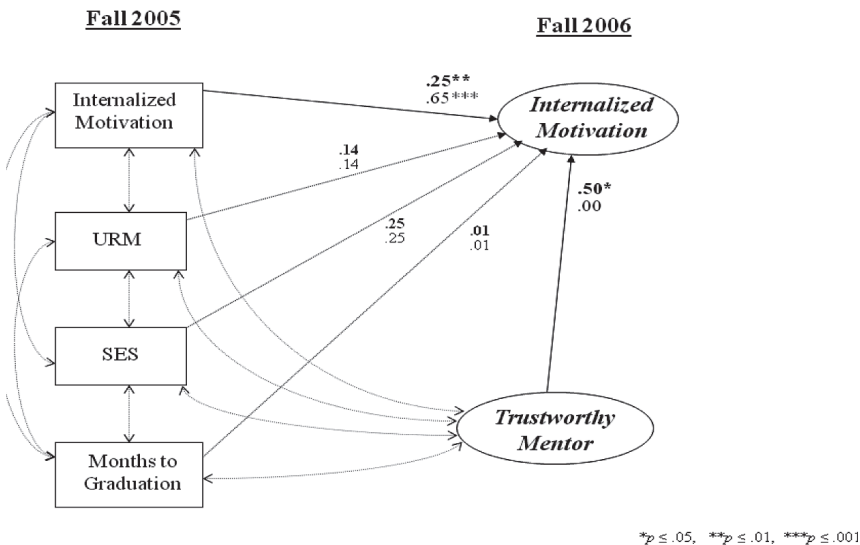 Fall 2005
Fall 2006
Internalized
Motivation
.25**
.65***
Internalized
Motivation
.14
.14
URM
.25
.25
.01
.01
.50*
.00
SES
Trustworthy
Mentor
Months to
Graduation
*p ≤ .05, **p ≤ .01, ***p ≤ .001